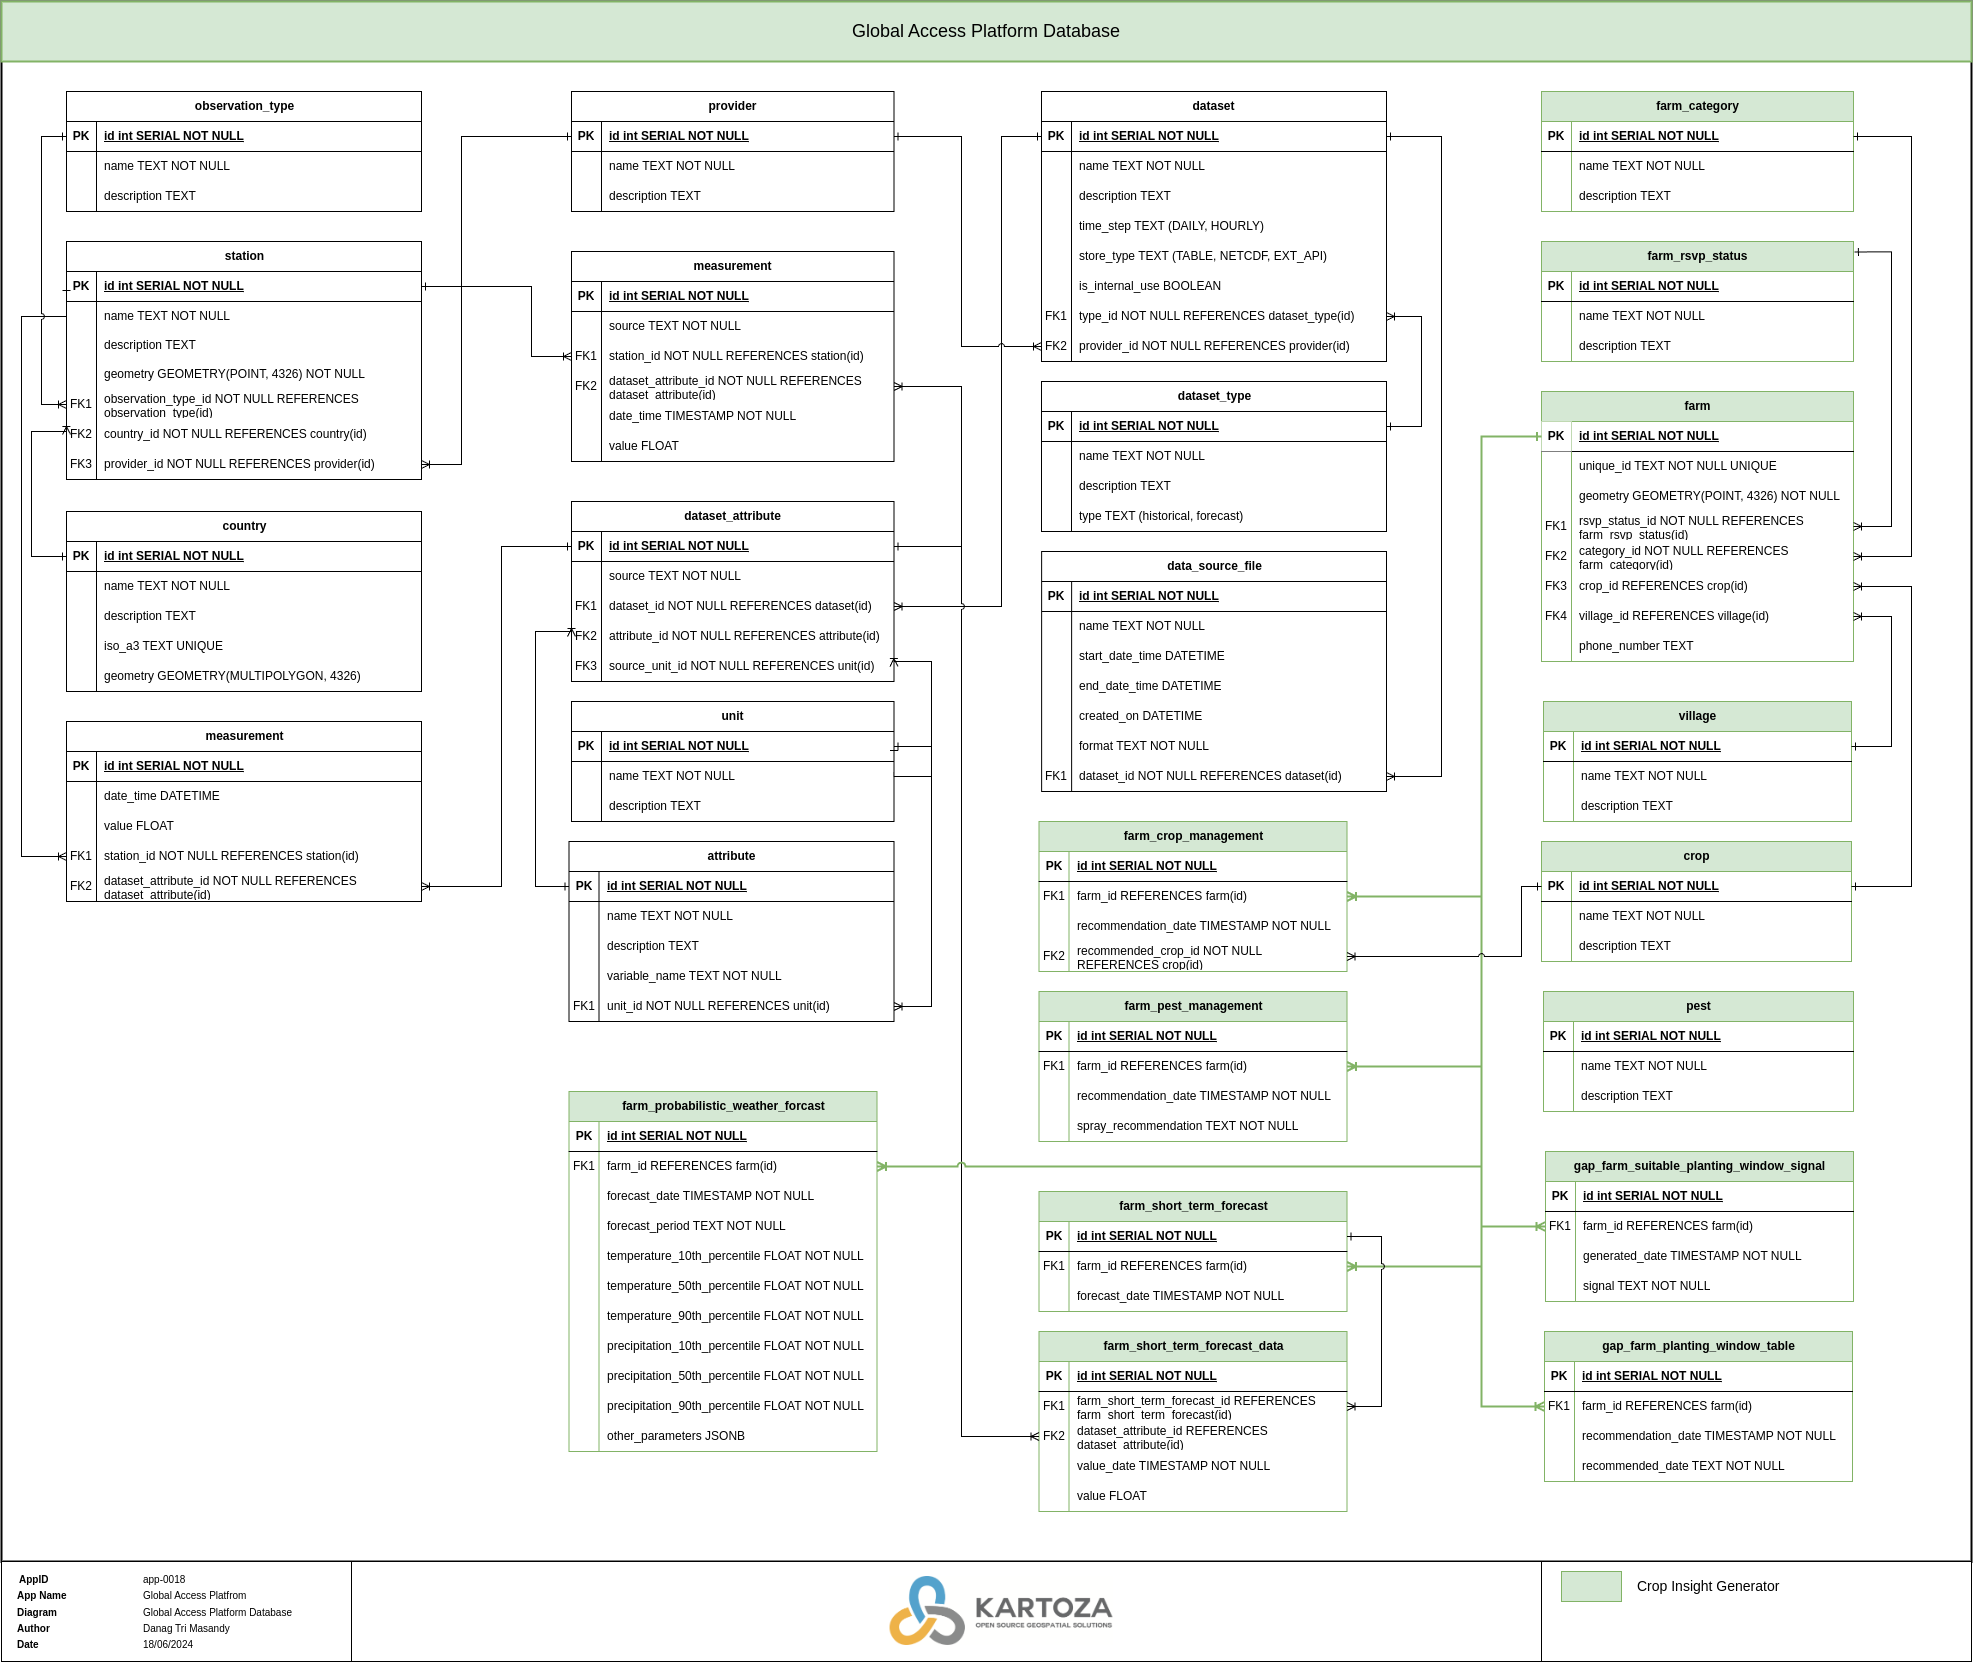 Global Access Platform Database
observation_type
PK id int SERIAL NOT NULL
name TEXT NOT NULL
description TEXT
station
PK id int SERIAL NOT NULL
name TEXT NOT NULL
description TEXT
geometry GEOMETRY(POINT, 4326) NOT NULL
FK1 observation_type_id NOT NULL REFERENCES
observation_type(id)
FK2 country_id NOT NULL REFERENCES country(id)
FK3 provider_id NOT NULL REFERENCES provider(id)
country
PK id int SERIAL NOT NULL
name TEXT NOT NULL
description TEXT
iso_a3 TEXT UNIQUE
geometry GEOMETRY(MULTIPOLYGON, 4326)
measurement
PK id int SERIAL NOT NULL
date_time DATETIME
value FLOAT
FK1 station_id NOT NULL REFERENCES station(id)
FK2 dataset_attribute_id NOT NULL REFERENCES
dataset_attribute(id)
provider
PK id int SERIAL NOT NULL
name TEXT NOT NULL
description TEXT
measurement
PK id int SERIAL NOT NULL
source TEXT NOT NULL
FK1 station_id NOT NULL REFERENCES station(id)
FK2 dataset_attribute_id NOT NULL REFERENCES
dataset_attribute(id)
date_time TIMESTAMP NOT NULL
value FLOAT
dataset_attribute
PK id int SERIAL NOT NULL
source TEXT NOT NULL
FK1 dataset_id NOT NULL REFERENCES dataset(id)
FK2 attribute_id NOT NULL REFERENCES attribute(id)
FK3 source_unit_id NOT NULL REFERENCES unit(id)
unit
PK id int SERIAL NOT NULL
name TEXT NOT NULL
description TEXT
attribute
PK id int SERIAL NOT NULL
name TEXT NOT NULL
description TEXT
variable_name TEXT NOT NULL
FK1 unit_id NOT NULL REFERENCES unit(id)
farm_probabilistic_weather_forcast
PK id int SERIAL NOT NULL
FK1 farm_id REFERENCES farm(id)
forecast_date TIMESTAMP NOT NULL
forecast_period TEXT NOT NULL
temperature_10th_percentile FLOAT NOT NULL
temperature_50th_percentile FLOAT NOT NULL
temperature_90th_percentile FLOAT NOT NULL
precipitation_10th_percentile FLOAT NOT NULL
precipitation_50th_percentile FLOAT NOT NULL
precipitation_90th_percentile FLOAT NOT NULL
other_parameters JSONB
dataset
PK id int SERIAL NOT NULL
name TEXT NOT NULL
description TEXT
time_step TEXT (DAILY, HOURLY)
store_type TEXT (TABLE, NETCDF, EXT_API)
is_internal_use BOOLEAN
FK1 type_id NOT NULL REFERENCES dataset_type(id)
FK2 provider_id NOT NULL REFERENCES provider(id)
dataset_type
PK id int SERIAL NOT NULL
name TEXT NOT NULL
description TEXT
type TEXT (historical, forecast)
data_source_file
PK id int SERIAL NOT NULL
name TEXT NOT NULL
start_date_time DATETIME
end_date_time DATETIME
created_on DATETIME
format TEXT NOT NULL
FK1 dataset_id NOT NULL REFERENCES dataset(id)
farm_crop_management
PK id int SERIAL NOT NULL
FK1 farm_id REFERENCES farm(id)
recommendation_date TIMESTAMP NOT NULL
FK2 recommended_crop_id NOT NULL
REFERENCES crop(id)
farm_pest_management
PK id int SERIAL NOT NULL
FK1 farm_id REFERENCES farm(id)
recommendation_date TIMESTAMP NOT NULL
spray_recommendation TEXT NOT NULL
farm_short_term_forecast
PK id int SERIAL NOT NULL
FK1 farm_id REFERENCES farm(id)
forecast_date TIMESTAMP NOT NULL
farm_short_term_forecast_data
PK id int SERIAL NOT NULL
FK1 farm_short_term_forecast_id REFERENCES
farm_short_term_forecast(id)
FK2 dataset_attribute_id REFERENCES
dataset_attribute(id)
value_date TIMESTAMP NOT NULL
value FLOAT
farm_category
PK id int SERIAL NOT NULL
name TEXT NOT NULL
description TEXT
farm_rsvp_status
PK id int SERIAL NOT NULL
name TEXT NOT NULL
description TEXT
farm
PK id int SERIAL NOT NULL
unique_id TEXT NOT NULL UNIQUE
geometry GEOMETRY(POINT, 4326) NOT NULL
FK1 rsvp_status_id NOT NULL REFERENCES
farm_rsvp_status(id)
FK2 category_id NOT NULL REFERENCES
farm_category(id)
FK3 crop_id REFERENCES crop(id)
FK4 village_id REFERENCES village(id)
phone_number TEXT
village
PK id int SERIAL NOT NULL
name TEXT NOT NULL
description TEXT
crop
PK id int SERIAL NOT NULL
name TEXT NOT NULL
description TEXT
pest
PK id int SERIAL NOT NULL
name TEXT NOT NULL
description TEXT
gap_farm_suitable_planting_window_signal
PK id int SERIAL NOT NULL
FK1 farm_id REFERENCES farm(id)
generated_date TIMESTAMP NOT NULL
signal TEXT NOT NULL
gap_farm_planting_window_table
PK id int SERIAL NOT NULL
FK1 farm_id REFERENCES farm(id)
recommendation_date TIMESTAMP NOT NULL
recommended_date TEXT NOT NULL
AppID app-0018
App Name Global Access Platfrom
Diagram Global Access Platform Database
Author Danag Tri Masandy
Date 18/06/2024
KARTOZA
OPEN SOURCE GEOSPATIAL SOLUTIONS
Crop Insight Generator